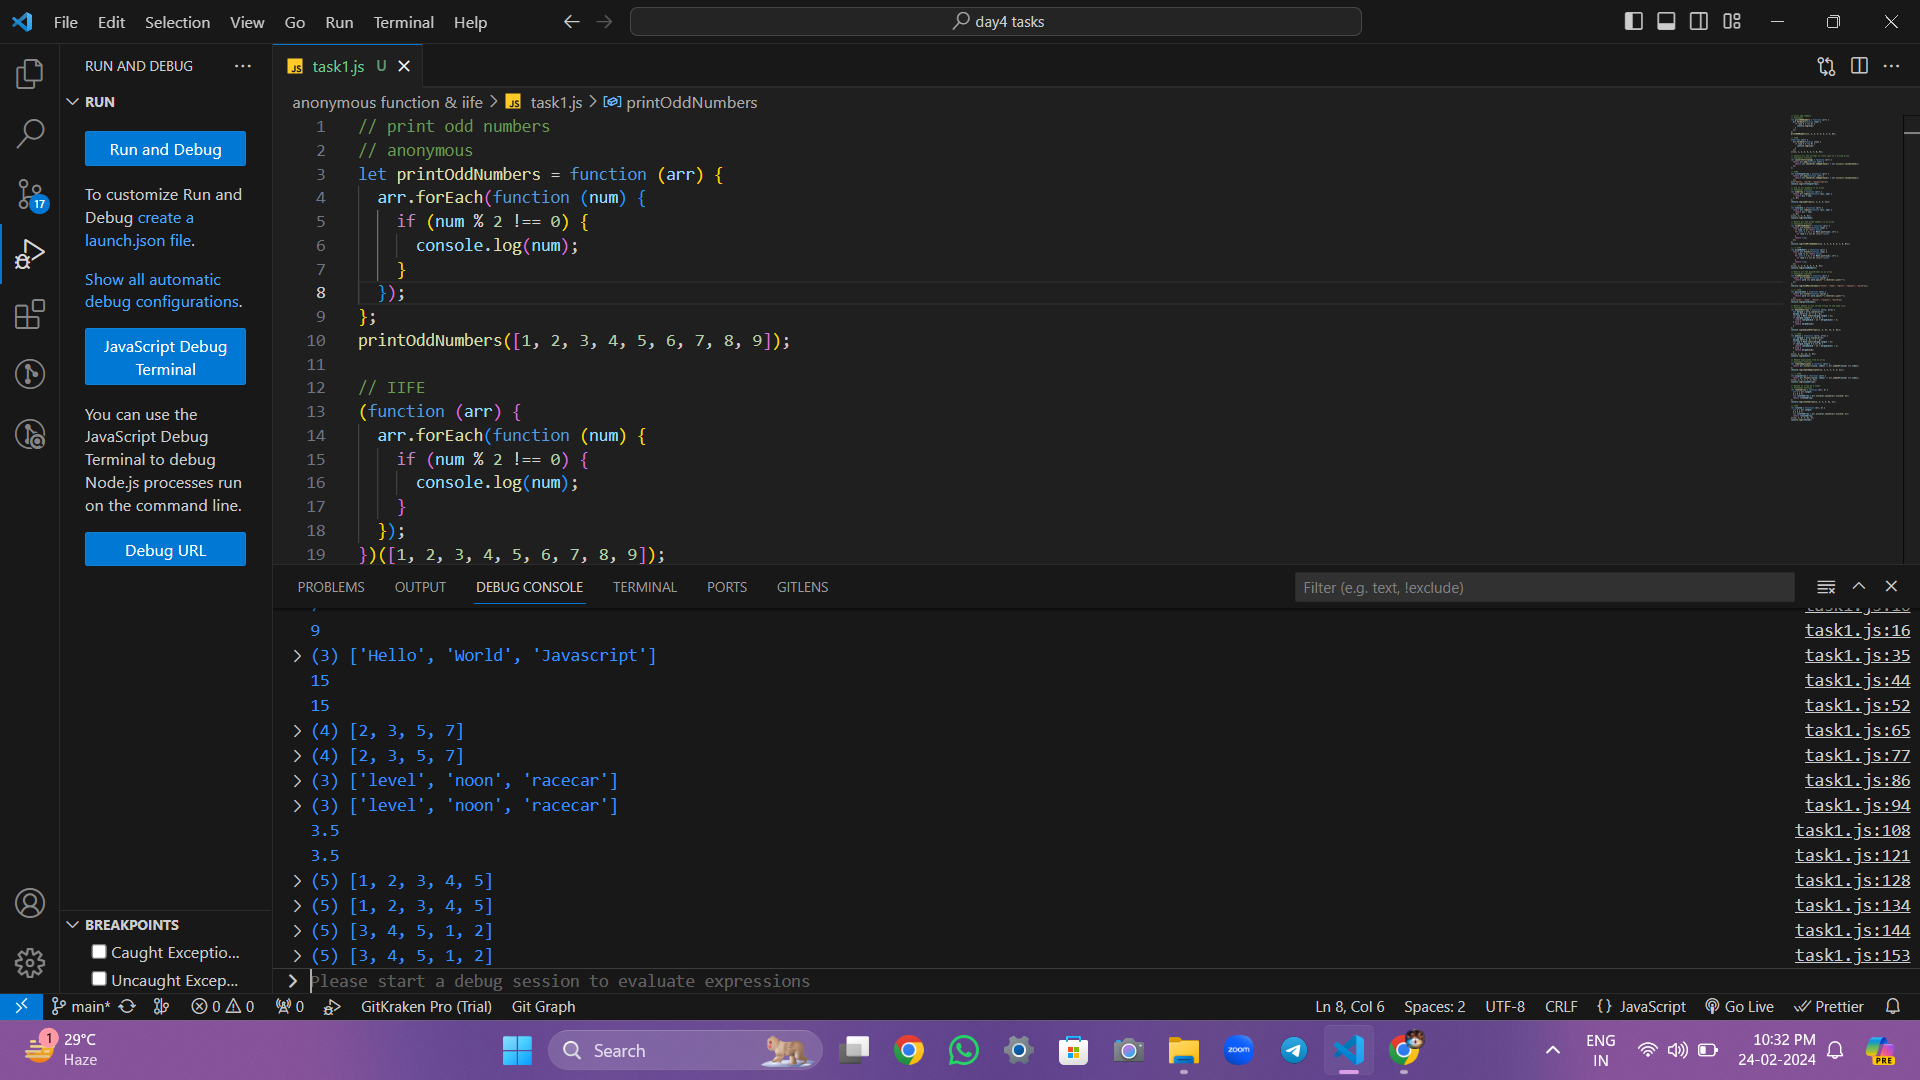 File Edit Selection View Go Run Terminal Help
day4 tasks
RUN AND DEBUG
RUN
Run and Debug
To customize Run and
Debug create a
launch.json file.
Show all automatic
debug configurations.
JavaScript Debug
Terminal
You can use the
JavaScript Debug
Terminal to debug
Node.js processes run
on the command line.
Debug URL
BREAKPOINTS
Caught Exceptio...
Uncaught Excep...
17
JS task1.js U
anonymous function & iife > JS task1.js > printOddNumbers
1 // print odd numbers
2 // anonymous
3 let printOddNumbers = function (arr) {
4 arr.forEach(function (num) {
5 if (num % 2 !== 0) {
6 console.log(num);
7 }
8 });
9 };
10 printOddNumbers([1, 2, 3, 4, 5, 6, 7, 8, 9]);
11
12 // IIFE
13 (function (arr) {
14 arr.forEach(function (num) {
15 if (num % 2 !== 0) {
16 console.log(num);
17 }
18 });
19 })([1, 2, 3, 4, 5, 6, 7, 8, 9]);
PROBLEMS OUTPUT DEBUG CONSOLE TERMINAL PORTS GITLENS
Filter (e.g. text, !exclude)
9 task1.js:16
(3) ['Hello', 'World', 'Javascript'] task1.js:35
15 task1.js:44
15 task1.js:52
(4) [2, 3, 5, 7] task1.js:65
(4) [2, 3, 5, 7] task1.js:77
(3) ['level', 'noon', 'racecar'] task1.js:86
(3) ['level', 'noon', 'racecar'] task1.js:94
3.5 task1.js:108
3.5 task1.js:121
(5) [1, 2, 3, 4, 5] task1.js:128
(5) [1, 2, 3, 4, 5] task1.js:134
(5) [3, 4, 5, 1, 2] task1.js:144
(5) [3, 4, 5, 1, 2] task1.js:153
Please start a debug session to evaluate expressions
main* 0 0 0 GitKraken Pro (Trial) Git Graph Ln 8, Col 6 Spaces: 2 UTF-8 CRLF {} JavaScript Go Live Prettier
1
29°C
Haze
Search
zoom
ENG
IN
10:32 PM
24-02-2024
PRE